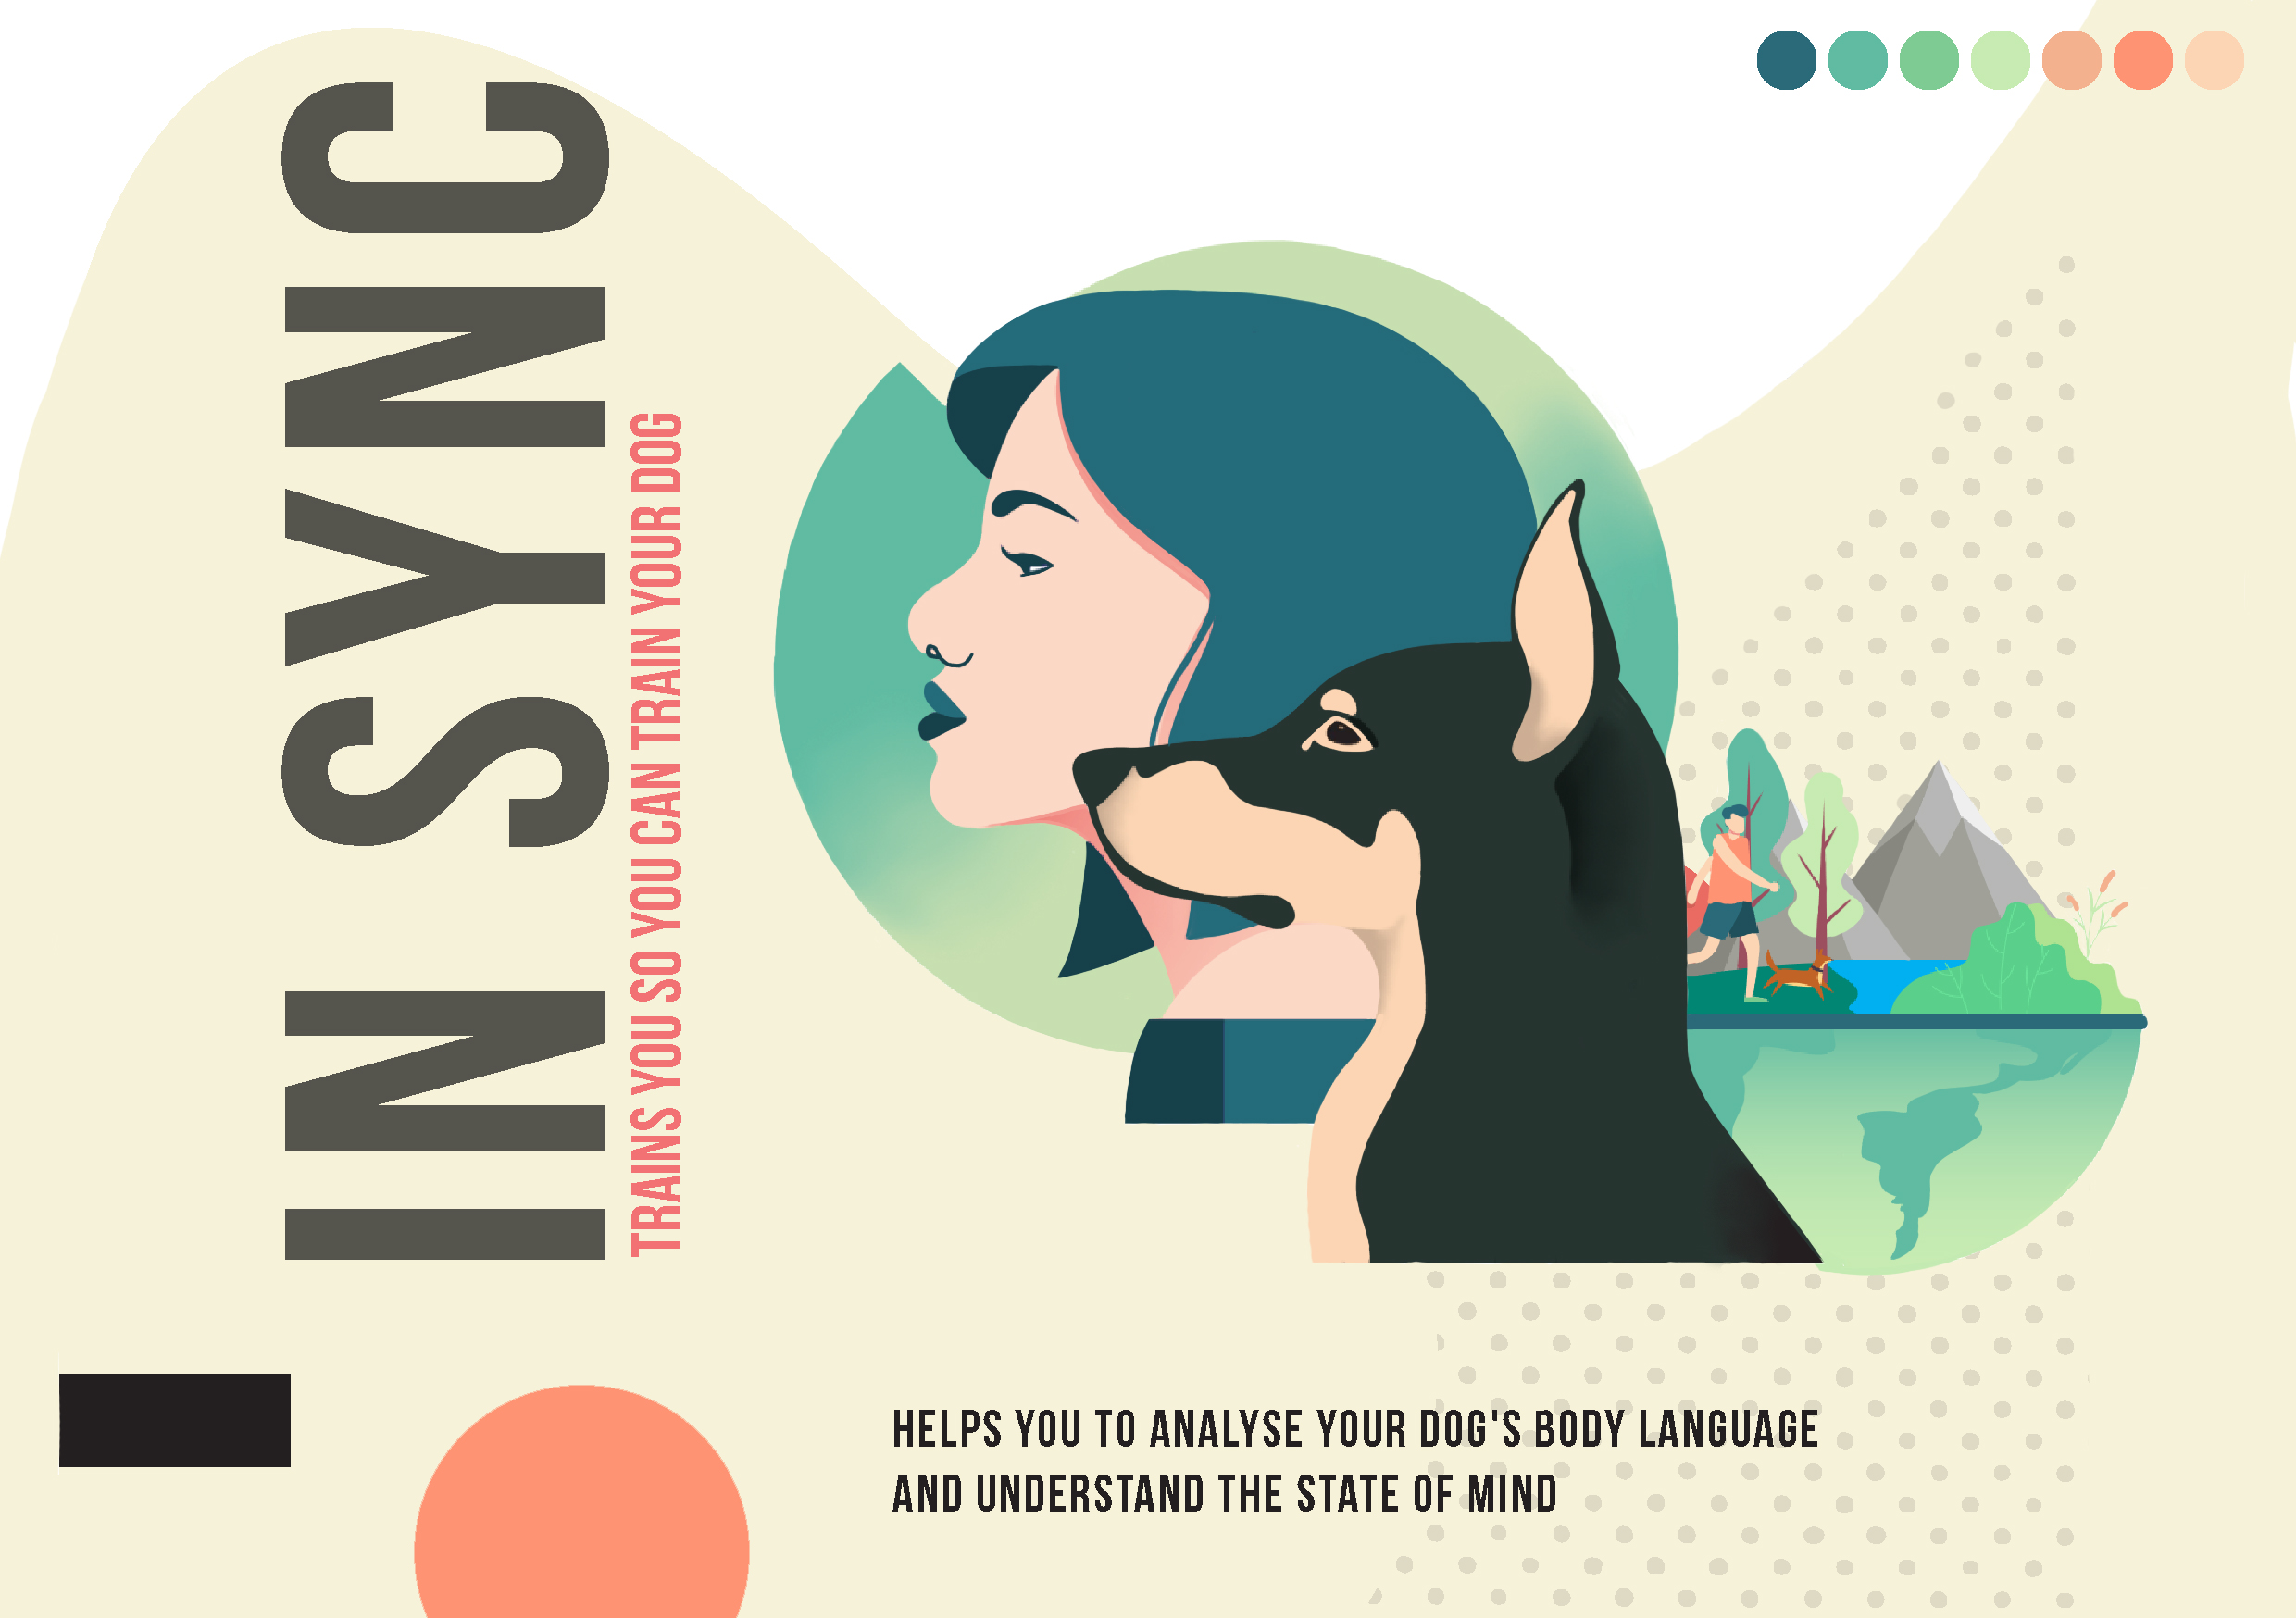 IN SYNC
TRAINS YOU SO YOU CAN TRAIN YOUR DOG
HELPS YOU TO ANALYSE YOUR DOG'S BODY LANGUAGE
AND UNDERSTAND THE STATE OF MIND